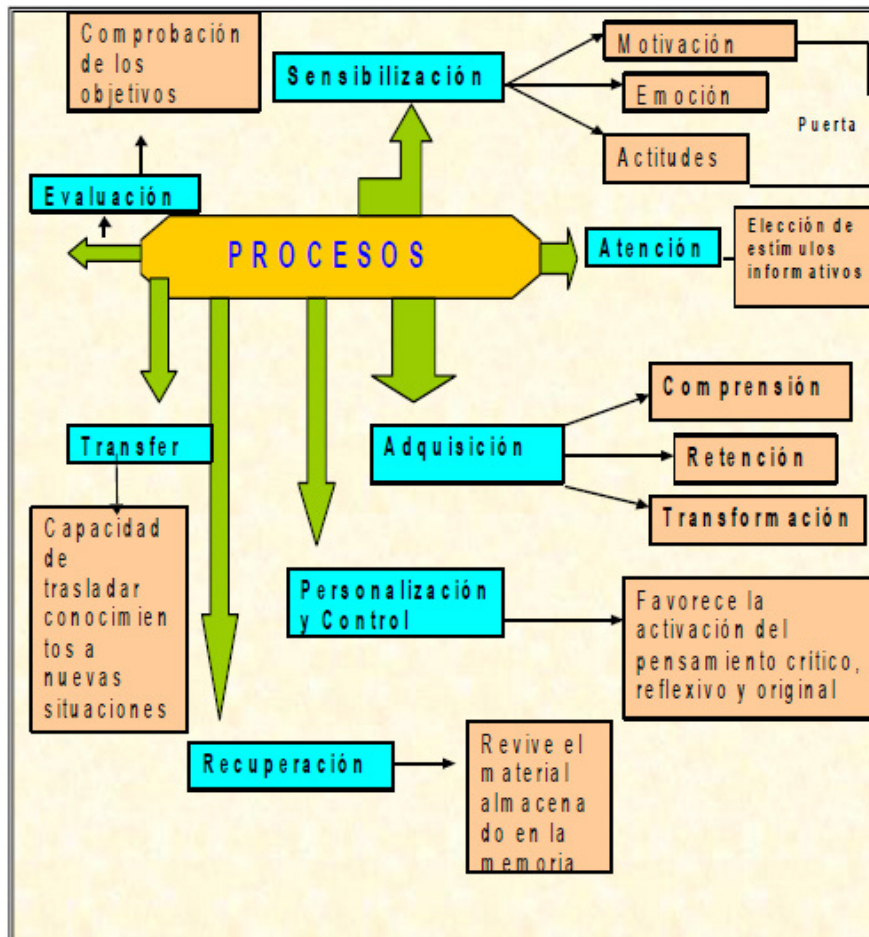 Comprobación
de los
objetivos
Sensibilización
Motivación
Emoción
Actitudes
Puerta
Evaluación
PROCESOS
Atención
Elección de
estímulos
informativos
Transfer
Capacidad
de
trasladar
conocimien
tos a
nuevas
situaciones
Adquisición
Comprensión
Retención
Transformación
Personalización
y Control
Favorece la
activación del
pensamiento crítico,
reflexivo y original
Recuperación
Revive el
material
almacena
do en la
memoria